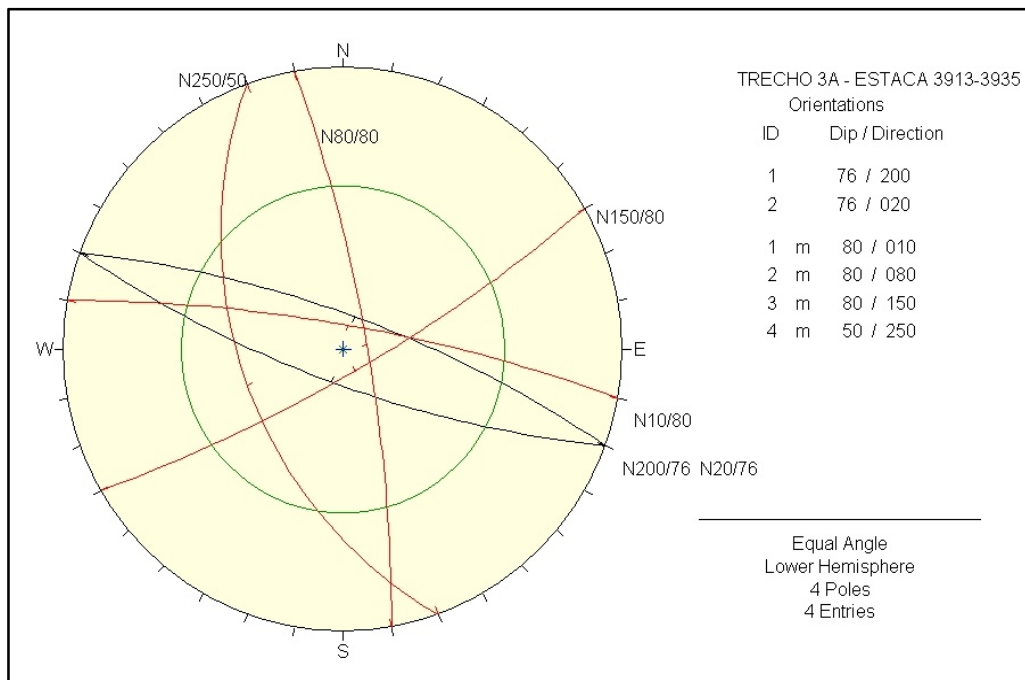 N
N250/50
N80/80
N150/80
W
E
N10/80
N200/76 N20/76
S
TRECHO 3A - ESTACA 3913-3935
Orientations
ID Dip / Direction
1 76 / 200
2 76 / 020
1 m 80 / 010
2 m 80 / 080
3 m 80 / 150
4 m 50 / 250
Equal Angle
Lower Hemisphere
4 Poles
4 Entries